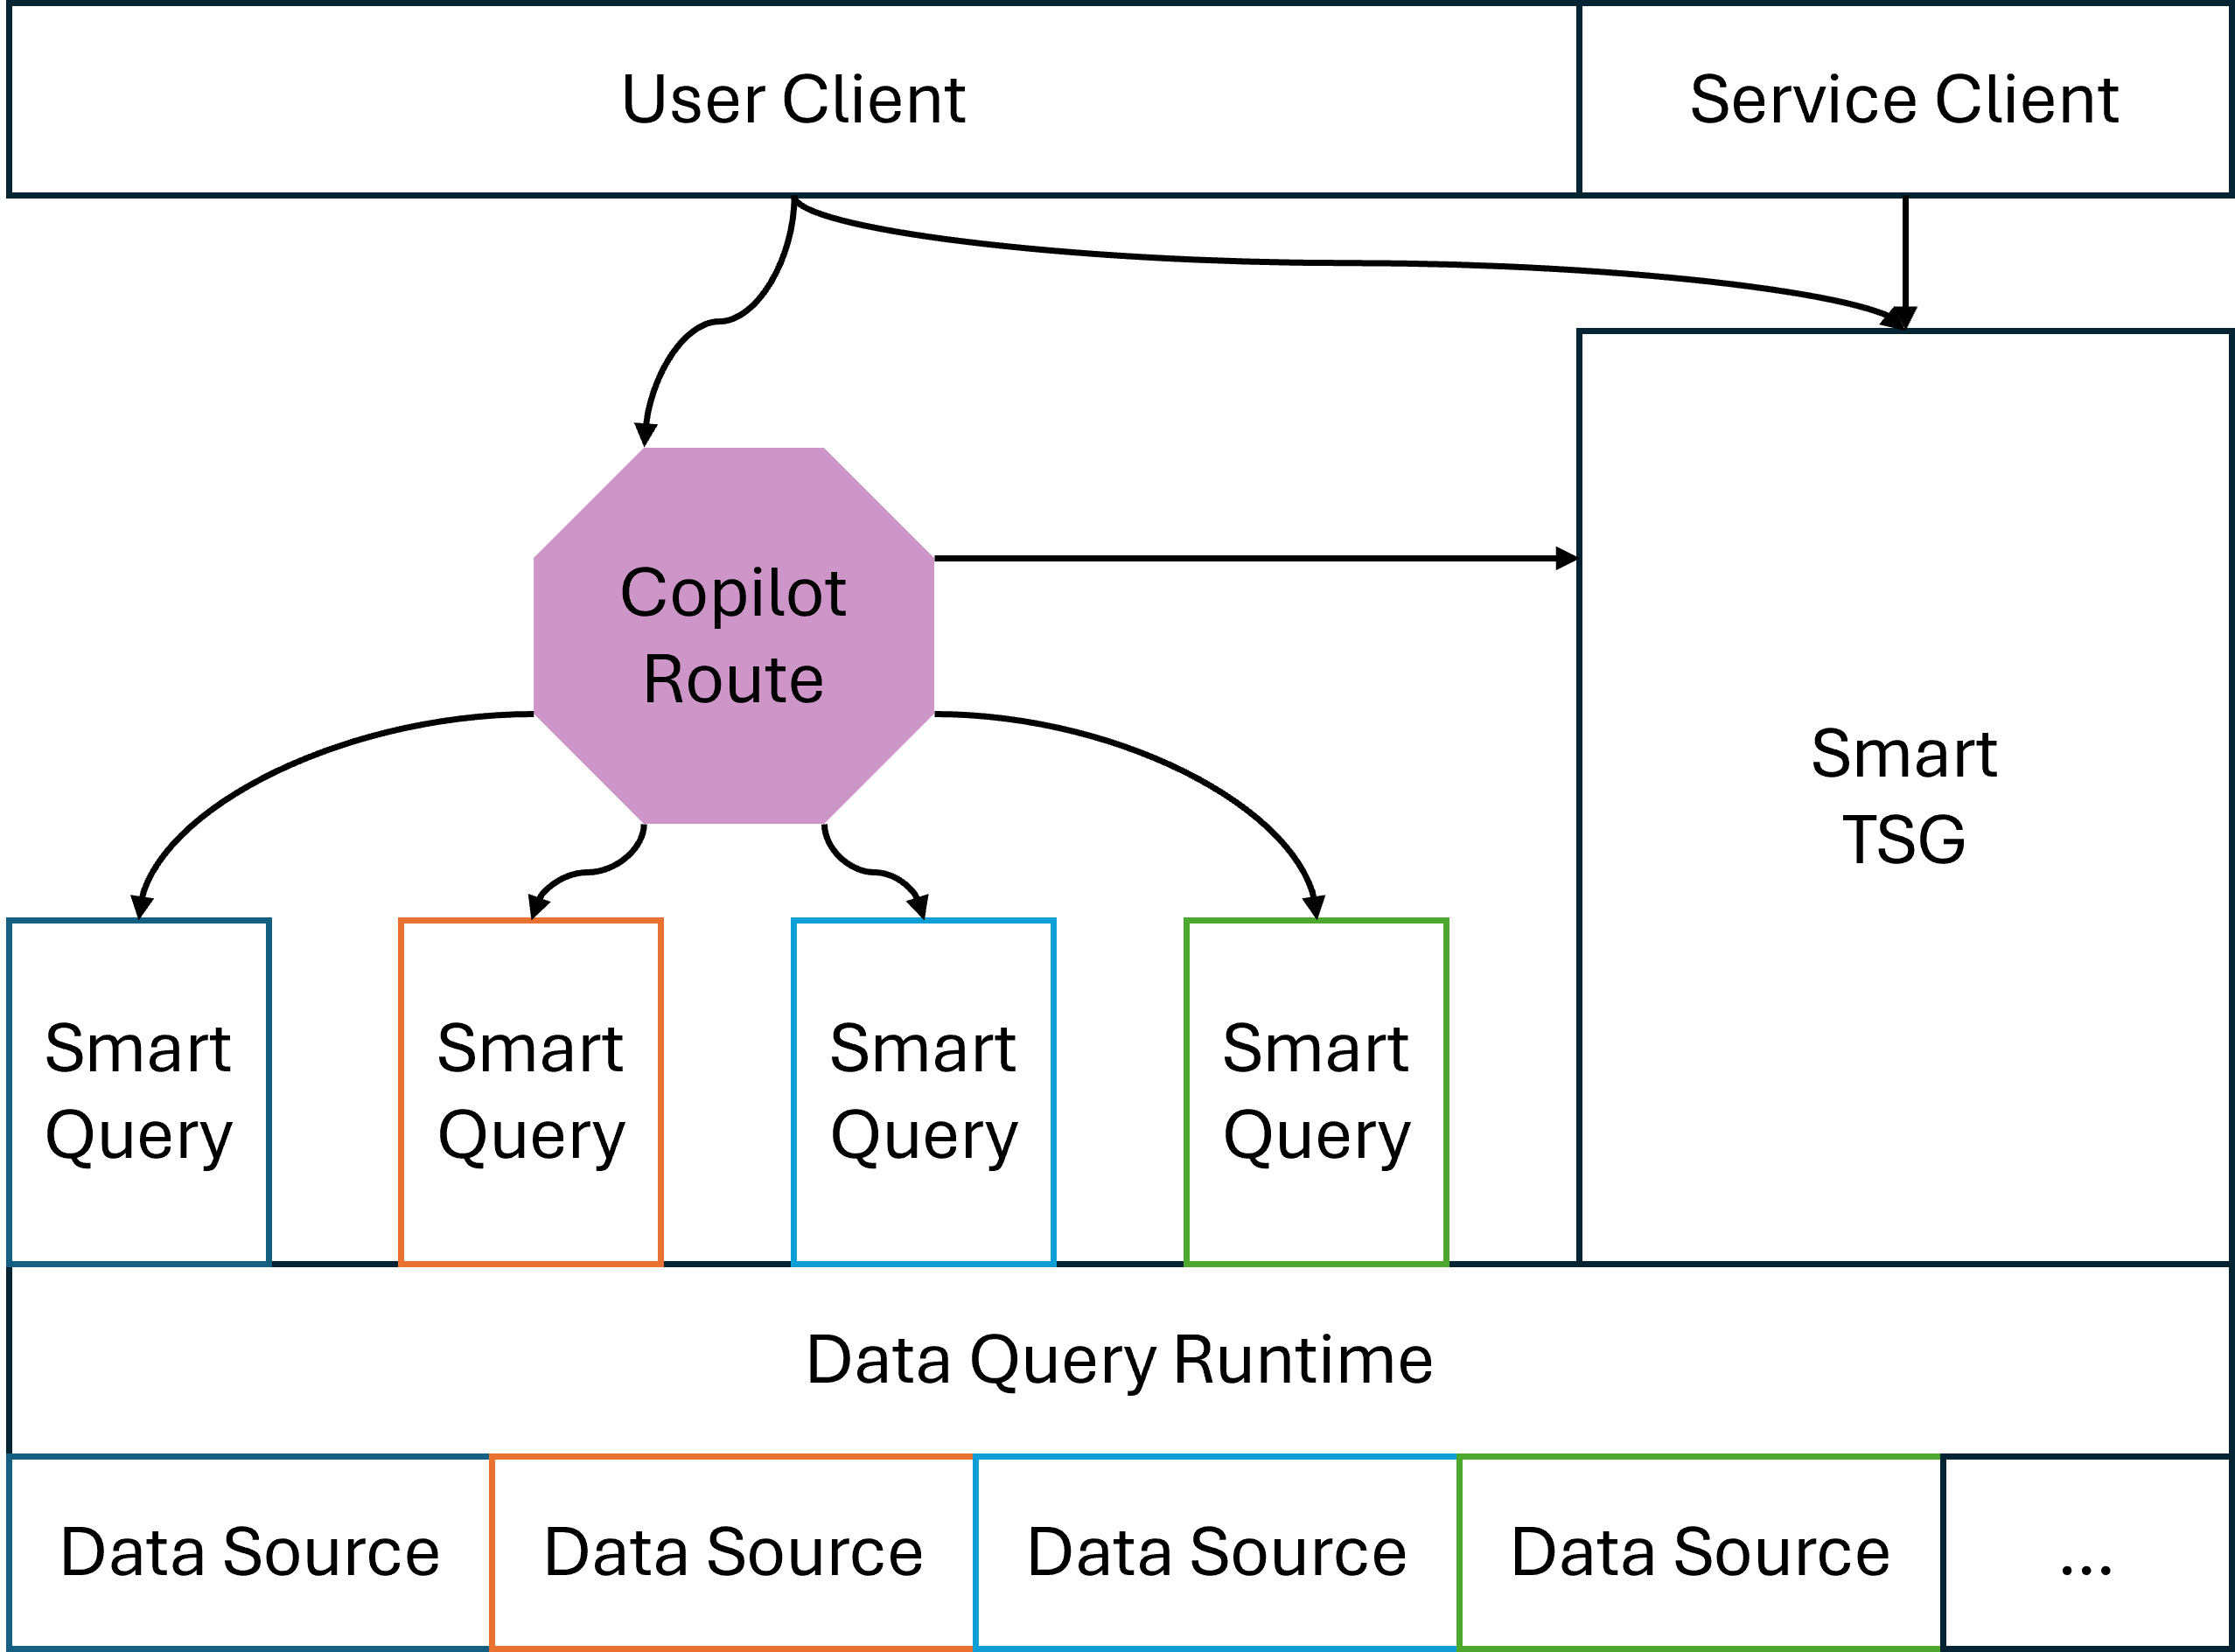 User Client
Service Client
Copilot
Route
Smart
TSG
Smart
Query
Smart
Query
Smart
Query
Smart
Query
Data Query Runtime
Data Source
Data Source
Data Source
Data Source
...